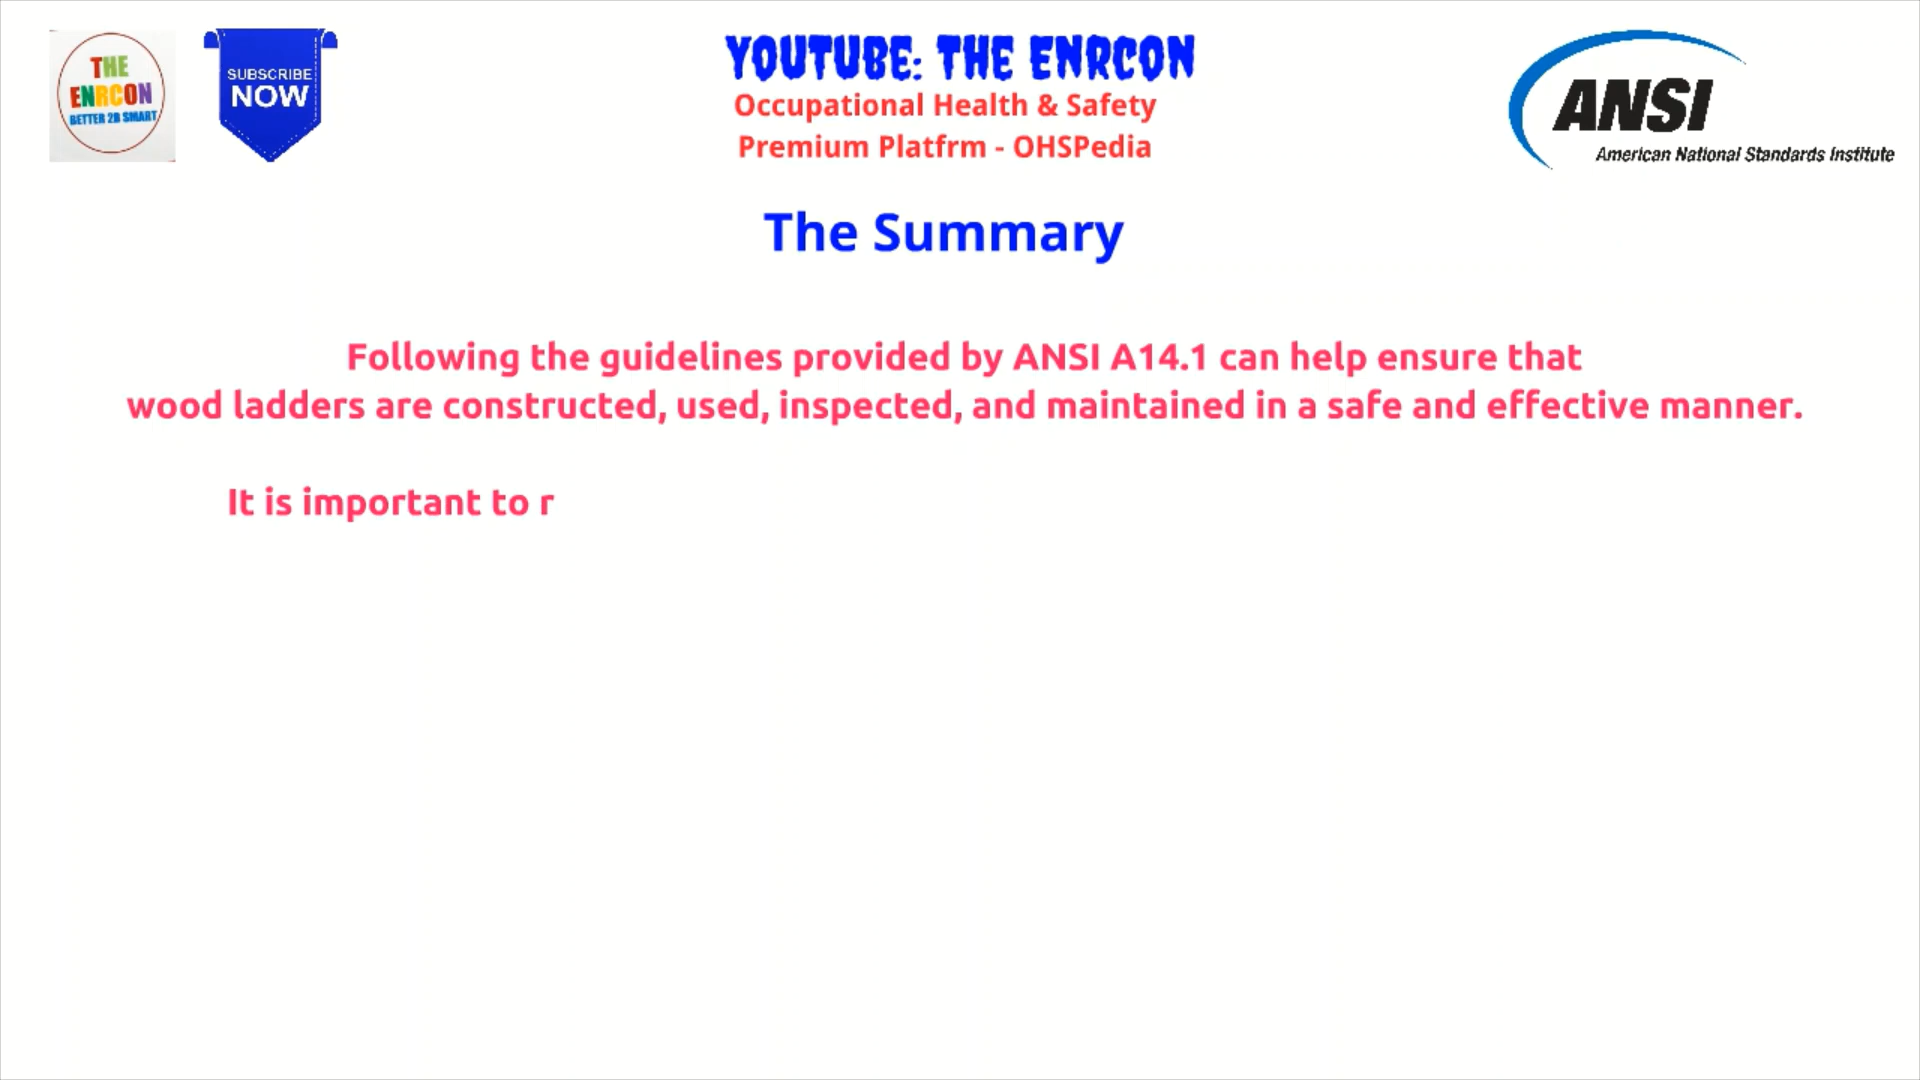 THE
ENRCON
BETTER 2B SMART
SUBSCRIBE
NOW
YOUTUBE: THE ENRCON
Occupational Health & Safety
Premium Platfrm - OHSPedia
ANSI
American National Standards Institute
The Summary
Following the guidelines provided by ANSI A14.1 can help ensure that
wood ladders are constructed, used, inspected, and maintained in a safe and effective manner.
It is important to r